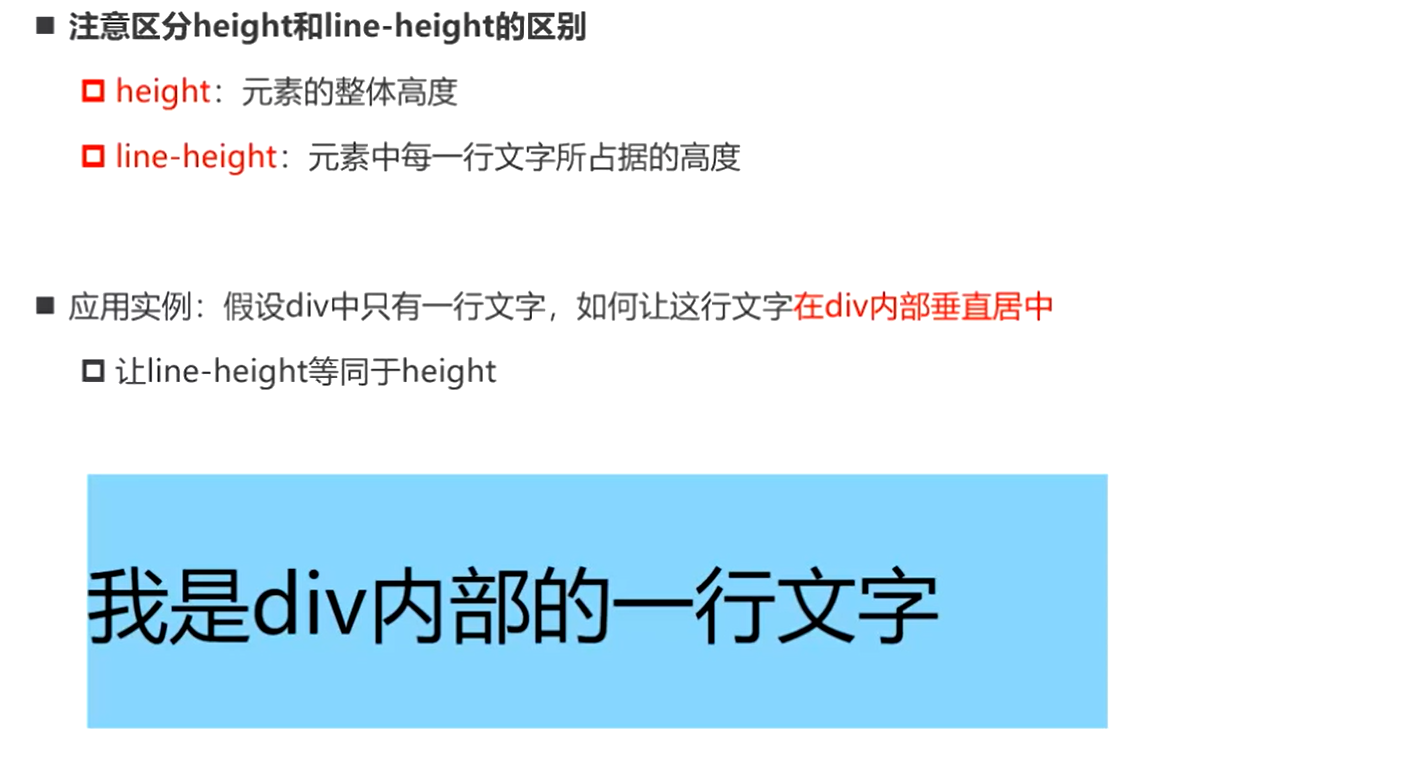 注意区分height和line-height的区别
height：元素的整体高度
line-height：元素中每一行文字所占据的高度
应用实例：假设div中只有一行文字，如何让这行文字在div内部垂直居中
让line-height等同于height
我是div内部的一行文字